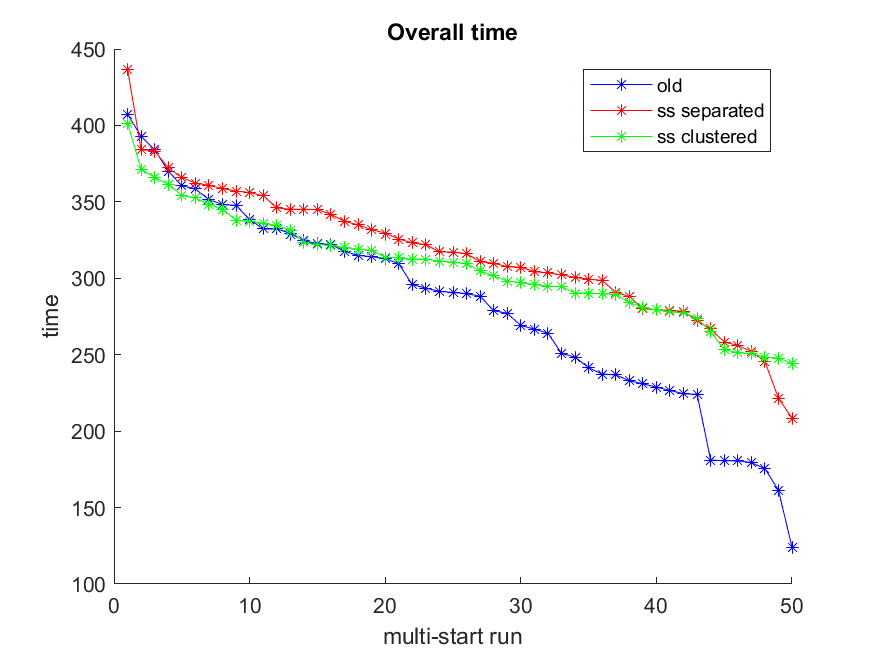 Overall time
450
400
350
300
250
200
150
100
time
old
ss separated
ss clustered
0 10 20 30 40 50
multi-start run